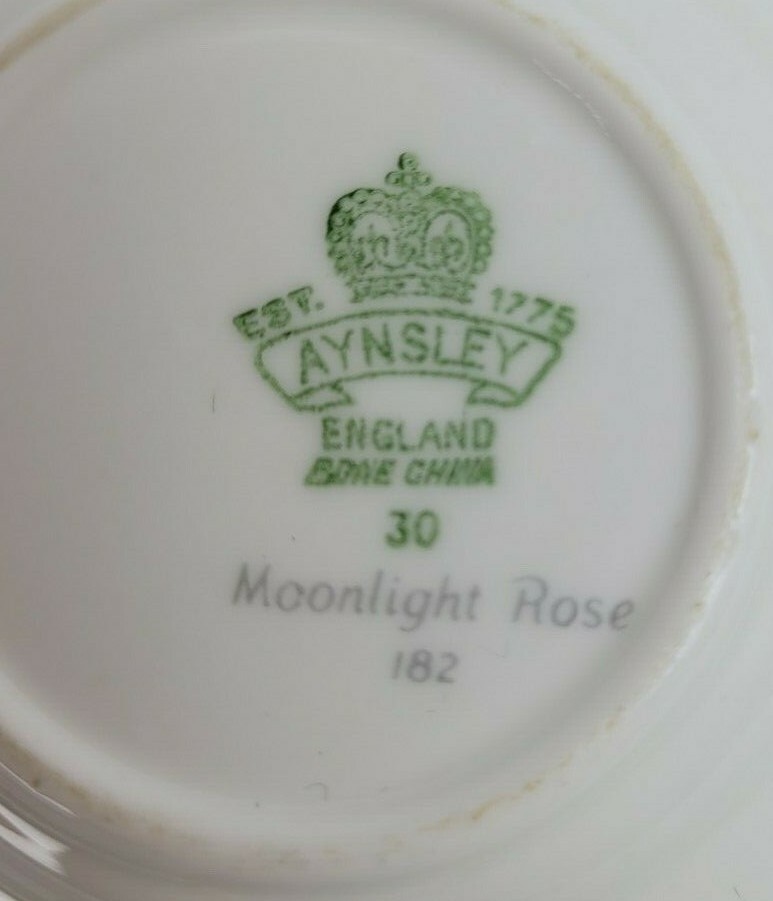 EST. 1775
AYNSLEY
ENGLAND
BONE CHINA
30
Moonlight Rose
182